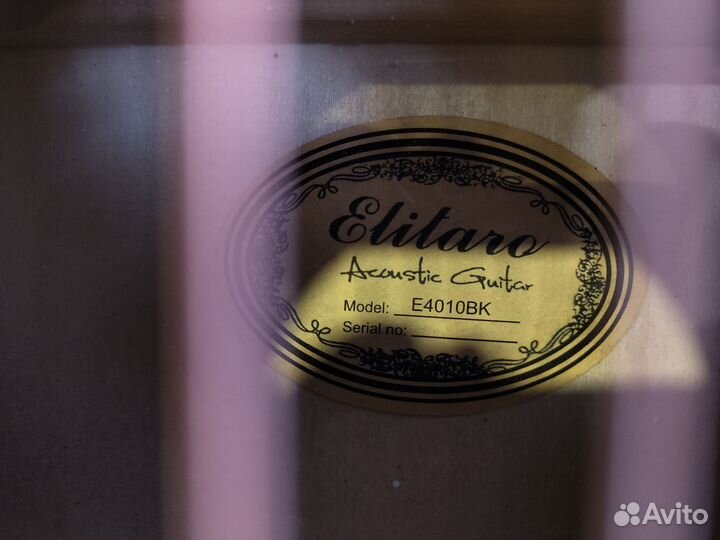 Elitaro
Acoustic Guitar
Model: E4010BK
Serial no:
Avito